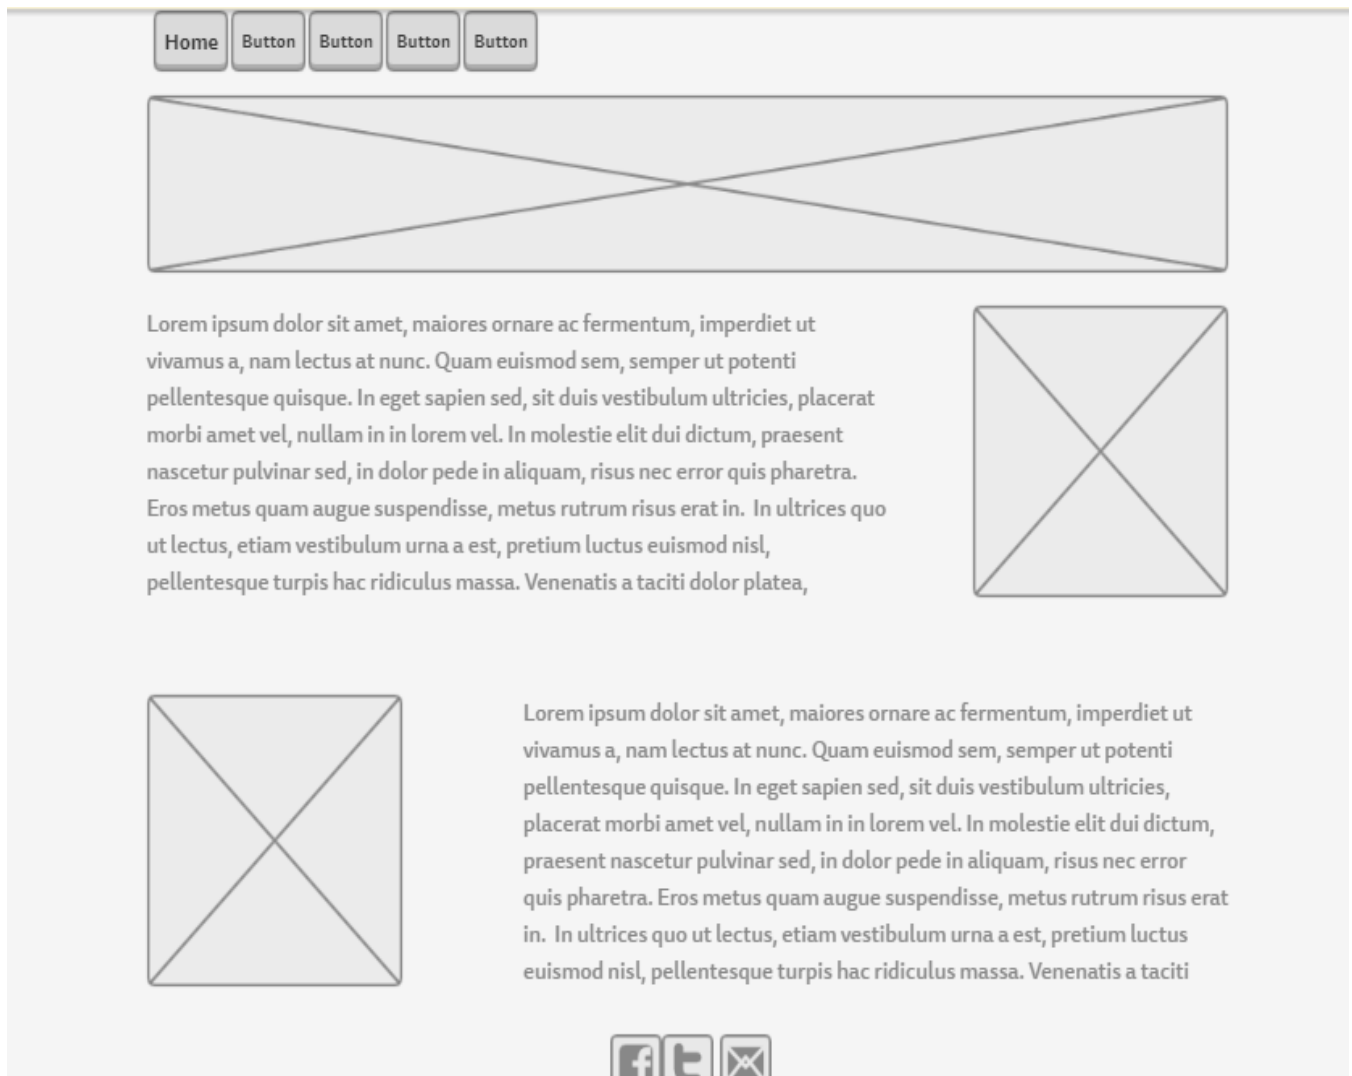 Home Button Button Button Button
Lorem ipsum dolor sit amet, maiores ornare ac fermentum, imperdiet ut
vivamus a, nam lectus at nunc. Quam euismod sem, semper ut potenti
pellentesque quisque. In eget sapien sed, sit duis vestibulum ultricies, placerat
morbi amet vel, nullam in in lorem vel. In molestie elit dui dictum, praesent
nascetur pulvinar sed, in dolor pede in aliquam, risus nec error quis pharetra.
Eros metus quam augue suspendisse, metus rutrum risus erat in.  In ultrices quo
ut lectus, etiam vestibulum urna a est, pretium luctus euismod nisl,
pellentesque turpis hac ridiculus massa. Venenatis a taciti dolor platea,
Lorem ipsum dolor sit amet, maiores ornare ac fermentum, imperdiet ut
vivamus a, nam lectus at nunc. Quam euismod sem, semper ut potenti
pellentesque quisque. In eget sapien sed, sit duis vestibulum ultricies,
placerat morbi amet vel, nullam in in lorem vel. In molestie elit dui dictum,
praesent nascetur pulvinar sed, in dolor pede in aliquam, risus nec error
quis pharetra. Eros metus quam augue suspendisse, metus rutrum risus erat
in.  In ultrices quo ut lectus, etiam vestibulum urna a est, pretium luctus
euismod nisl, pellentesque turpis hac ridiculus massa. Venenatis a taciti